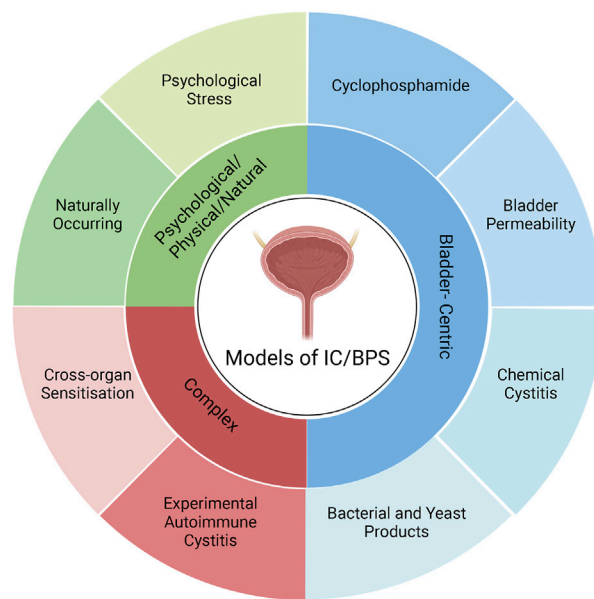 Psychological
Stress
Cyclophosphamide
Naturally
Occurring
Psychological/
Physical/Natural
Bladder
Permeability
Bladder- Centric
Models of IC/BPS
Cross-organ
Sensitisation
Complex
Chemical
Cystitis
Experimental
Autoimmune
Cystitis
Bacterial and Yeast
Products